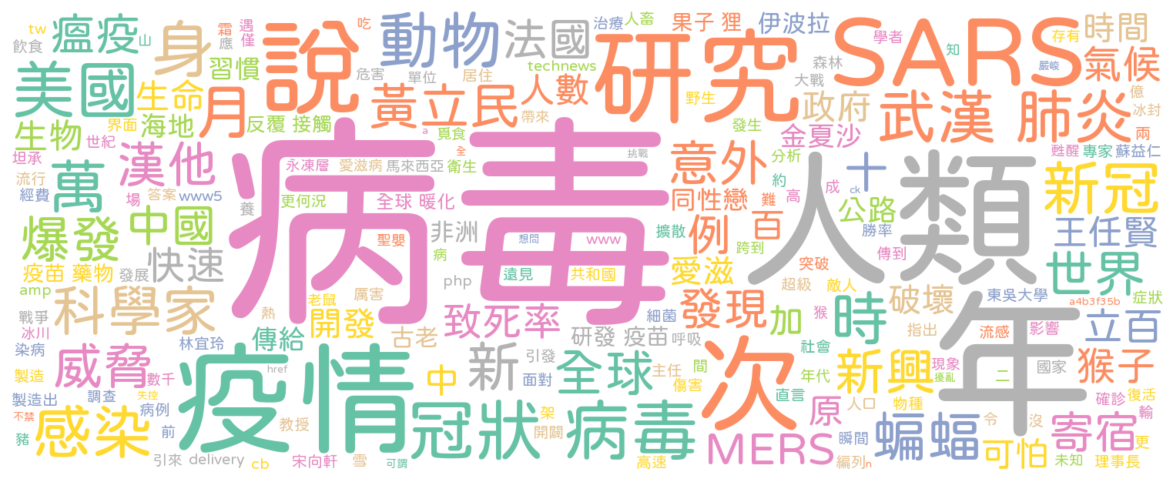 tw
瘟疫
山
身
霜
遇
僅
吃
人畜
果子 狸
伊波拉
SARS
學者
知
存有
時間
飲食
應
說
動物
法國
治療
technews
研究
森林
大戰
嚴峻
氣候
美國
習慣
危害
單位
居住
人數
野生
政府
億
冰封
生命
月
黃立民
帶來
金夏沙
武漢 肺炎
兩
生物
世紀
界面
海地
反覆 接觸
a
覓食
全
發生
分析
甦醒
專家
蘇益仁
坦承
漢他
永凍層
愛滋病
馬來西亞
衛生
挑戰
意外
約
十
ck
新冠
流行
萬
場
病毒
人類
經費
答案
www5
養
更何況
全球 暖化
同性戀
難
高
成
公路
爆發
中國
聖嬰
非洲
病
想問
www
擴散
例
百
跨到
勝率
傳到
王任賢
疫苗 藥物
發展
快速
php
遠見
共和國
愛滋
突破
世界
amp
科學家
老鼠
厲害
細菌
超級
敵人
東吳大學
a4b3f35b
症狀
戰爭
冰川
熱
開發
古老
致死率
發現
加
猴
時
破壞
年
立百
染病
林宜玲
傳給
研發 疫苗
呼吸
社會
指出
流感
影響
威脅
數千
疫情
href
中
新
引發
面對
全球
主任
間
傷害
次
年代
直言
新興
現象
擾亂
國家
二
猴子
製造
製造出
調查
失控
人口
物種
確診
復活
不禁
感染
病例
前
教授
冠狀 病毒
架
開闢
原
令
沒
輸
豬
MERS
瞬間
蝙蝠
可怕
寄宿
更
引來
delivery
cb
宋向軒
雪
可謂
高速
編列
n
未知
理事長